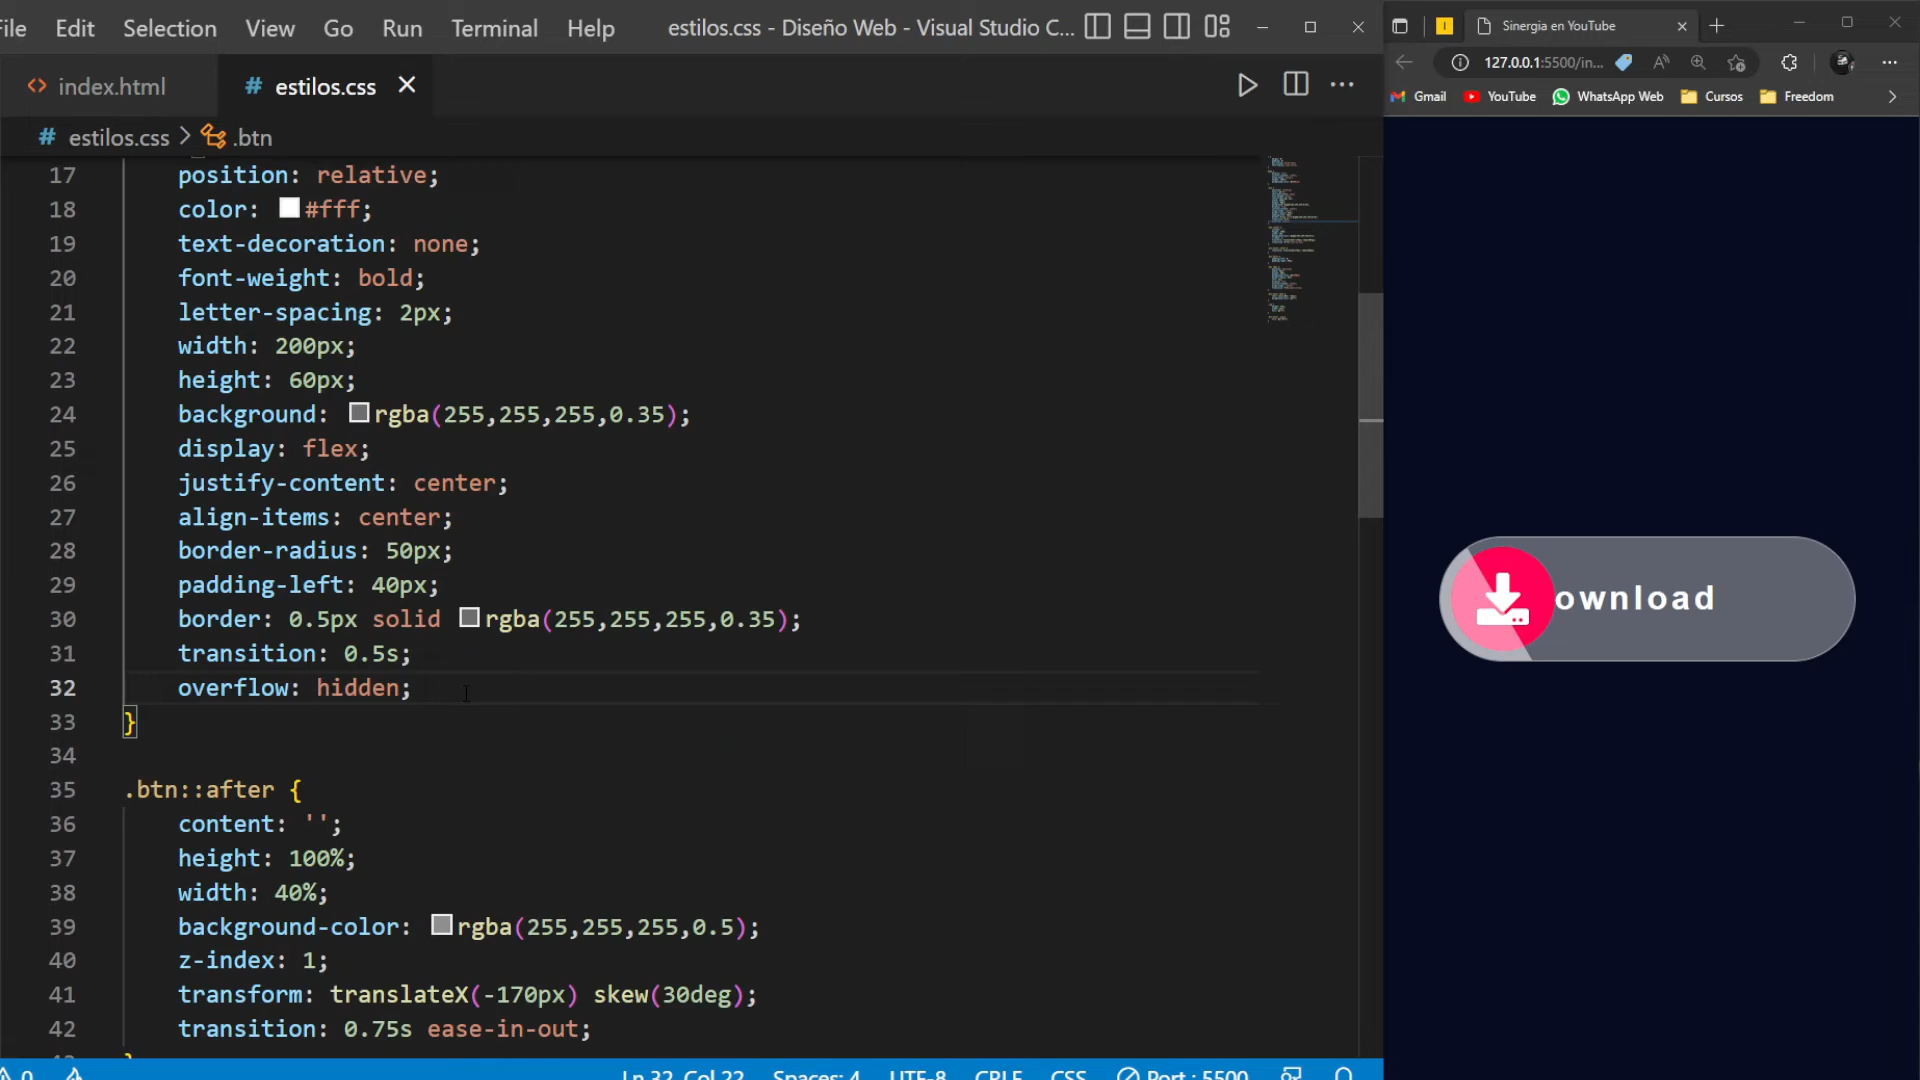 File Edit Selection View Go Run Terminal Help estilos.css - Diseño Web - Visual Studio C...
index.html # estilos.css
# estilos.css > .btn
17 position: relative;
18 color: #fff;
19 text-decoration: none;
20 font-weight: bold;
21 letter-spacing: 2px;
22 width: 200px;
23 height: 60px;
24 background: rgba(255,255,255,0.35);
25 display: flex;
26 justify-content: center;
27 align-items: center;
28 border-radius: 50px;
29 padding-left: 40px;
30 border: 0.5px solid rgba(255,255,255,0.35);
31 transition: 0.5s;
32 overflow: hidden;
33 }
34
35 .btn::after {
36 content: '';
37 height: 100%;
38 width: 40%;
39 background-color: rgba(255,255,255,0.5);
40 z-index: 1;
41 transform: translateX(-170px) skew(30deg);
42 transition: 0.75s ease-in-out;
0 Ln 32, Col 22 Spaces: 4 UTF-8 CRLF CSS Port : 5500
Sinergia en YouTube
127.0.0.1:5500/in...
Gmail YouTube WhatsApp Web Cursos Freedom
ownload